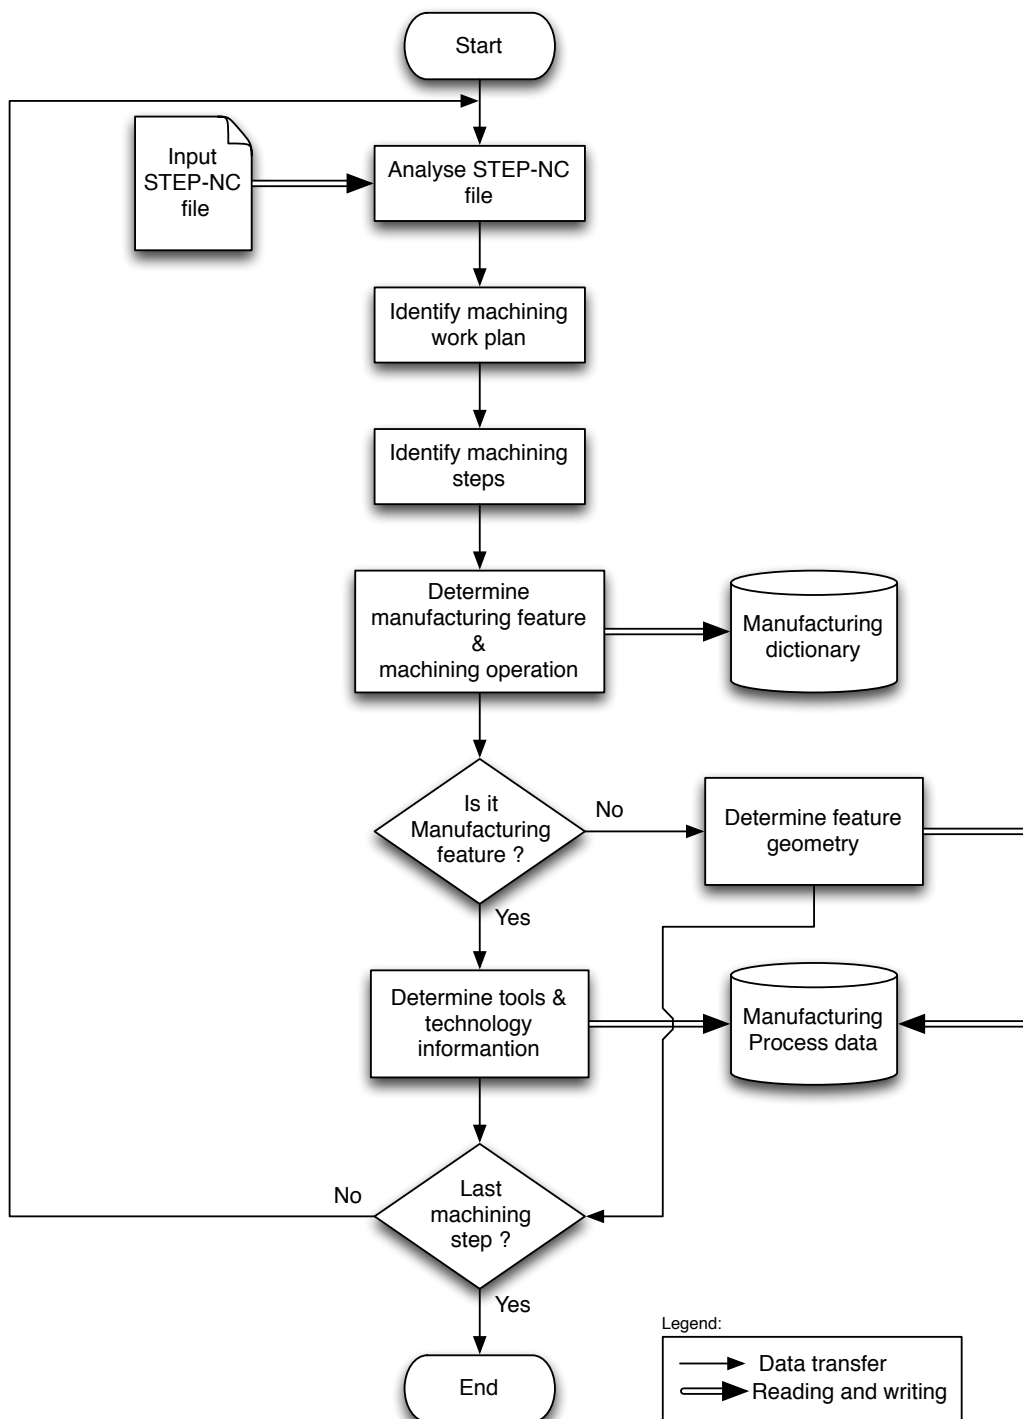 Start
Input
STEP-NC
file
Analyse STEP-NC
file
Identify machining
work plan
Identify machining
steps
Determine
manufacturing feature
&
machining operation
Manufacturing
dictionary
Is it
Manufacturing
feature ?
No
Determine feature
geometry
Yes
Determine tools &
technology
informantion
Manufacturing
Process data
No
Last
machining
step ?
Yes
End
Legend:
Data transfer
Reading and writing